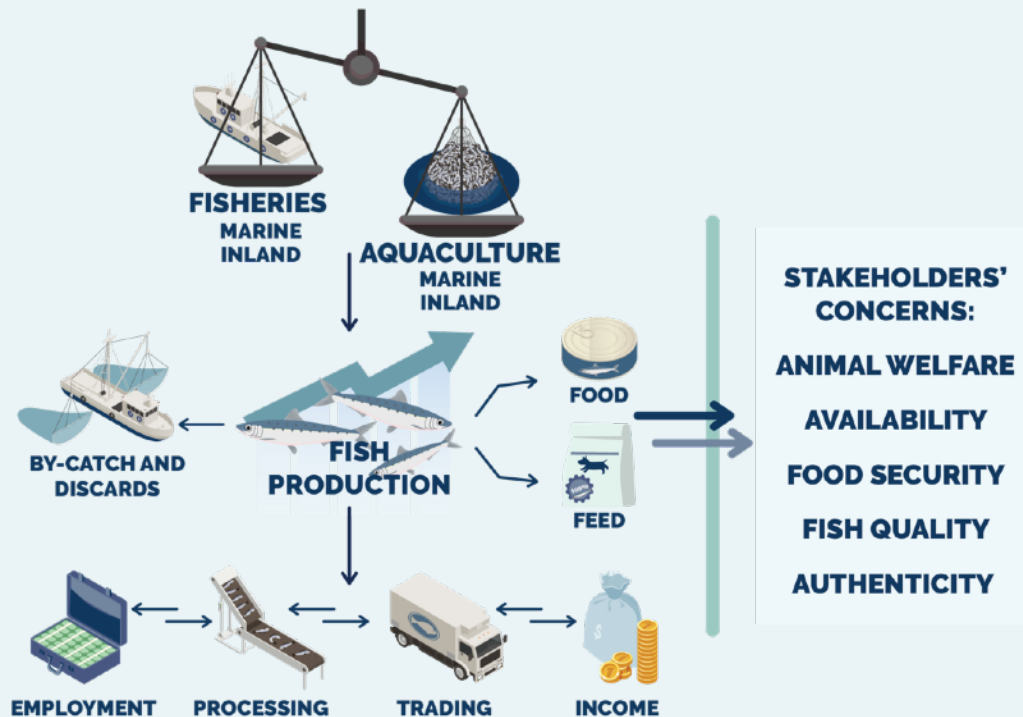 FISHERIES
MARINE
INLAND
AQUACULTURE
MARINE
INLAND
STAKEHOLDERS'
CONCERNS:
ANIMAL WELFARE
AVAILABILITY
FOOD SECURITY
FISH QUALITY
AUTHENTICITY
FOOD
FEED
BY-CATCH AND
DISCARDS
FISH
PRODUCTION
$
EMPLOYMENT
PROCESSING
TRADING
INCOME